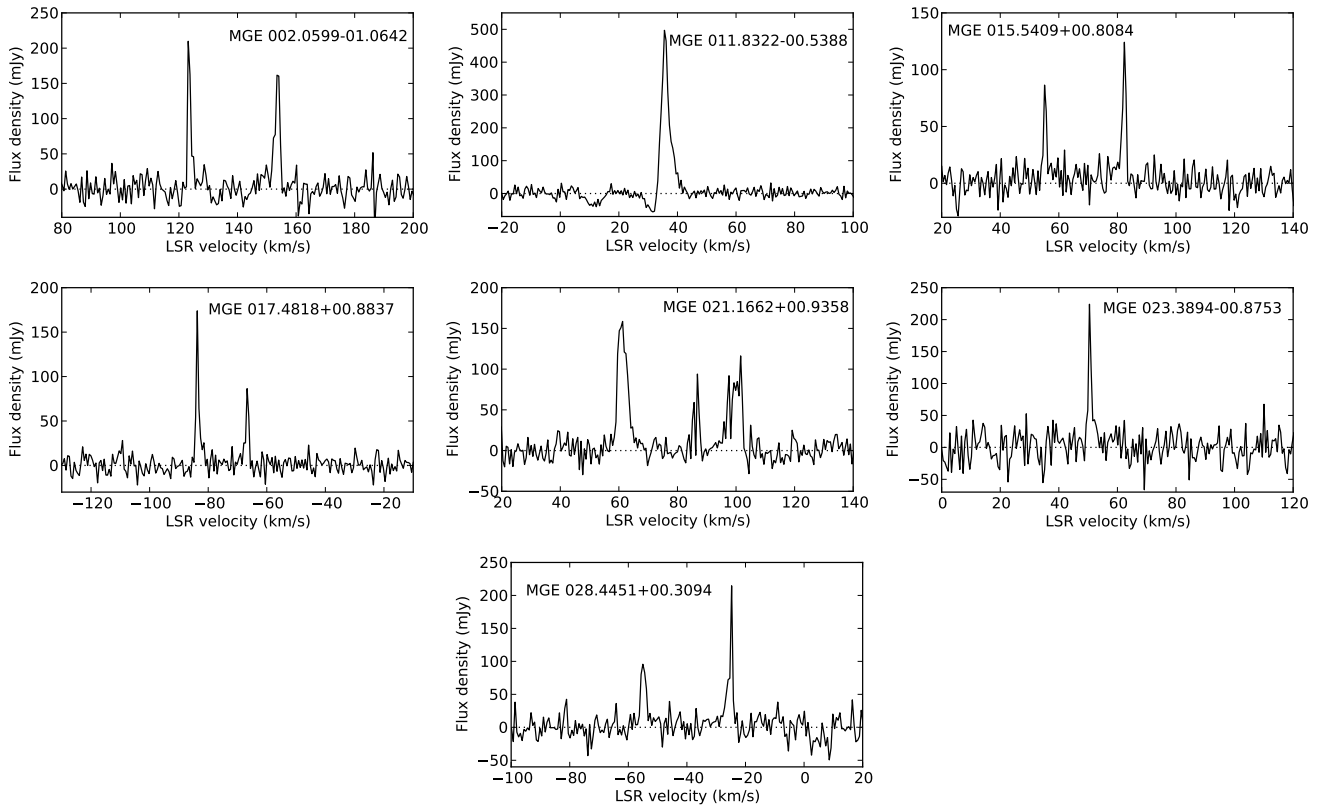 MGE 002.0599-01.0642
Flux density (mJy)
250
200
150
100
50
0
80 100 120 140 160 180 200
LSR velocity (km/s)
MGE 011.8322-00.5388
Flux density (mJy)
500
400
300
200
100
0
−20 0 20 40 60 80 100
LSR velocity (km/s)
MGE 015.5409+00.8084
Flux density (mJy)
150
100
50
0
20 40 60 80 100 120 140
LSR velocity (km/s)
MGE 017.4818+00.8837
Flux density (mJy)
200
150
100
50
0
−120 −100 −80 −60 −40 −20
LSR velocity (km/s)
MGE 021.1662+00.9358
Flux density (mJy)
200
150
100
50
0
−50
20 40 60 80 100 120 140
LSR velocity (km/s)
MGE 023.3894-00.8753
Flux density (mJy)
250
200
150
100
50
0
−50
0 20 40 60 80 100 120
LSR velocity (km/s)
MGE 028.4451+00.3094
Flux density (mJy)
250
200
150
100
50
0
−50
−100 −80 −60 −40 −20 0 20
LSR velocity (km/s)